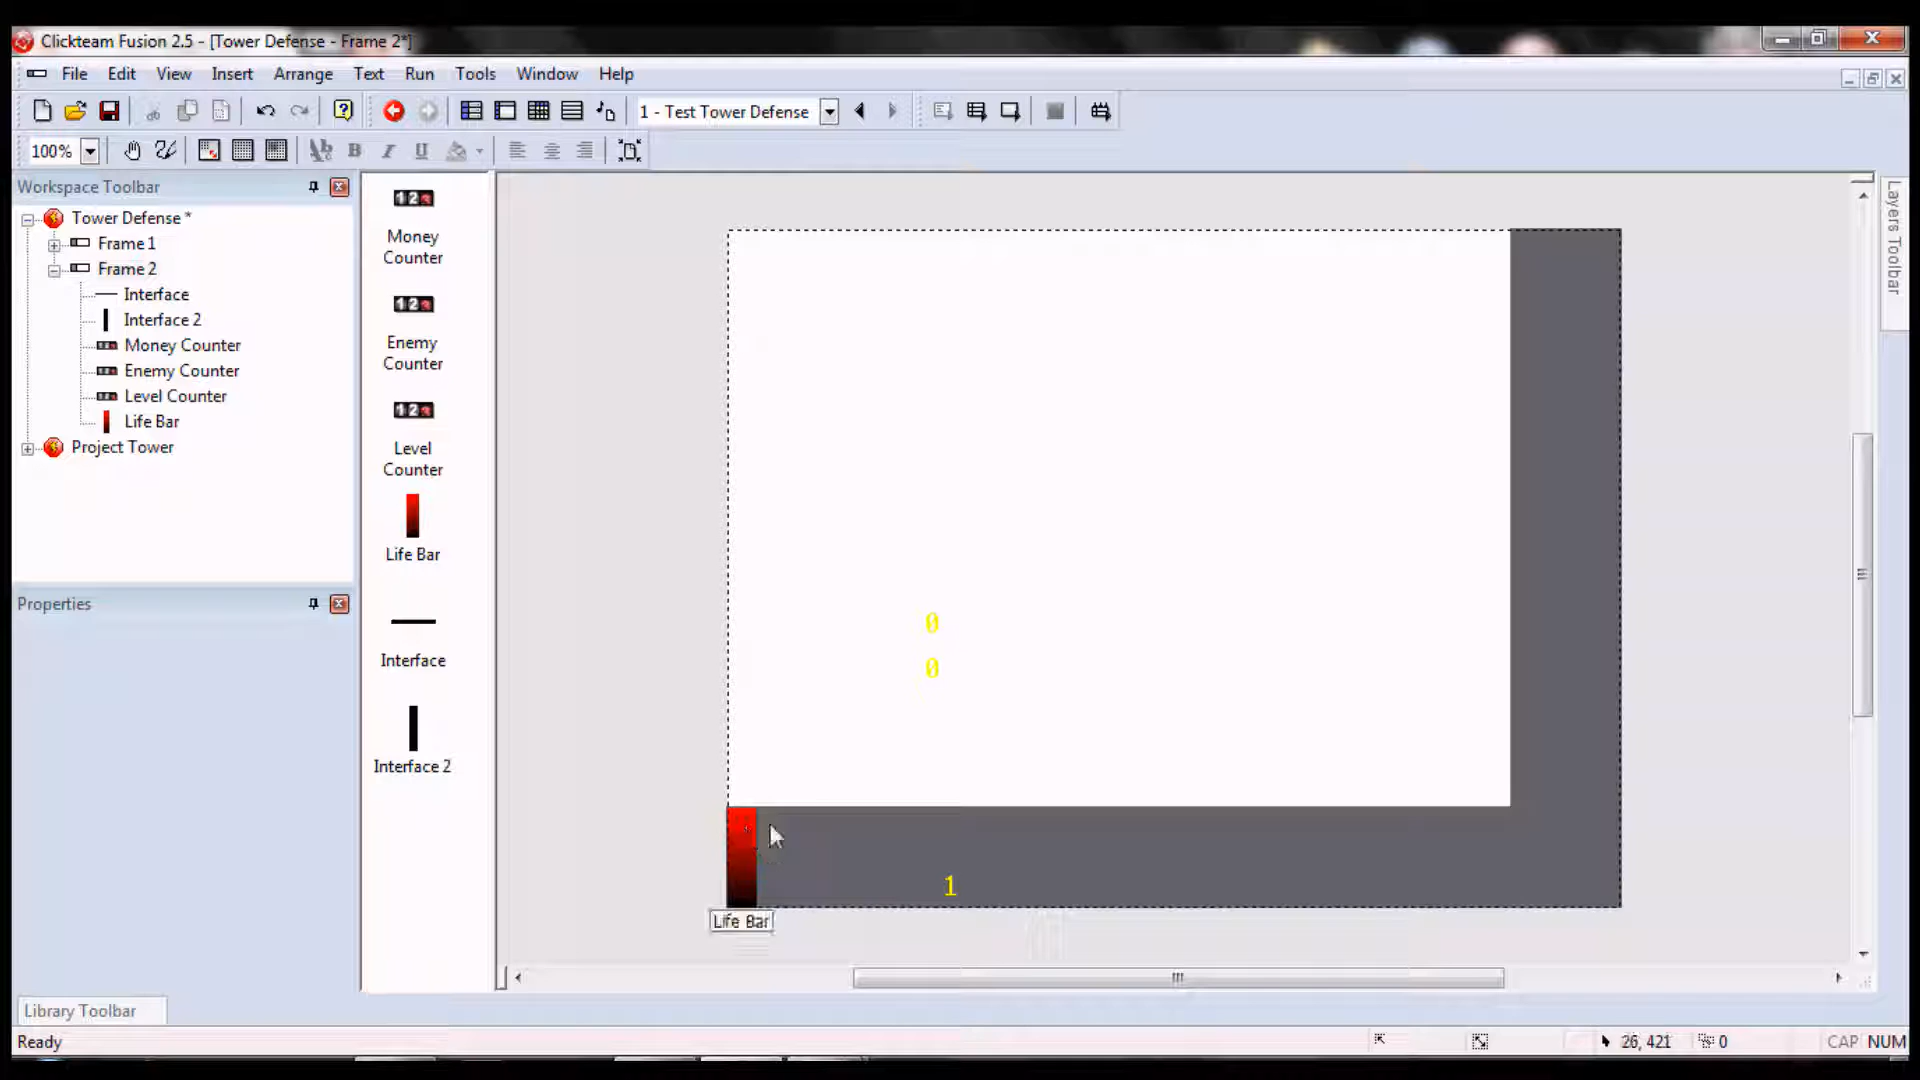 Clickteam Fusion 2.5 - [Tower Defense - Frame 2*]
File Edit View Insert Arrange Text Run Tools Window Help
1 - Test Tower Defense
100%
Workspace Toolbar
Tower Defense *
Frame 1
Frame 2
Interface
Interface 2
Money Counter
Enemy Counter
Level Counter
Life Bar
Project Tower
Properties
Library Toolbar
Money
Counter
Enemy
Counter
Level
Counter
Life Bar
Interface
Interface 2
0
0
1
Life Bar
Layers Toolbar
Ready
26, 421
0
CAP NUM